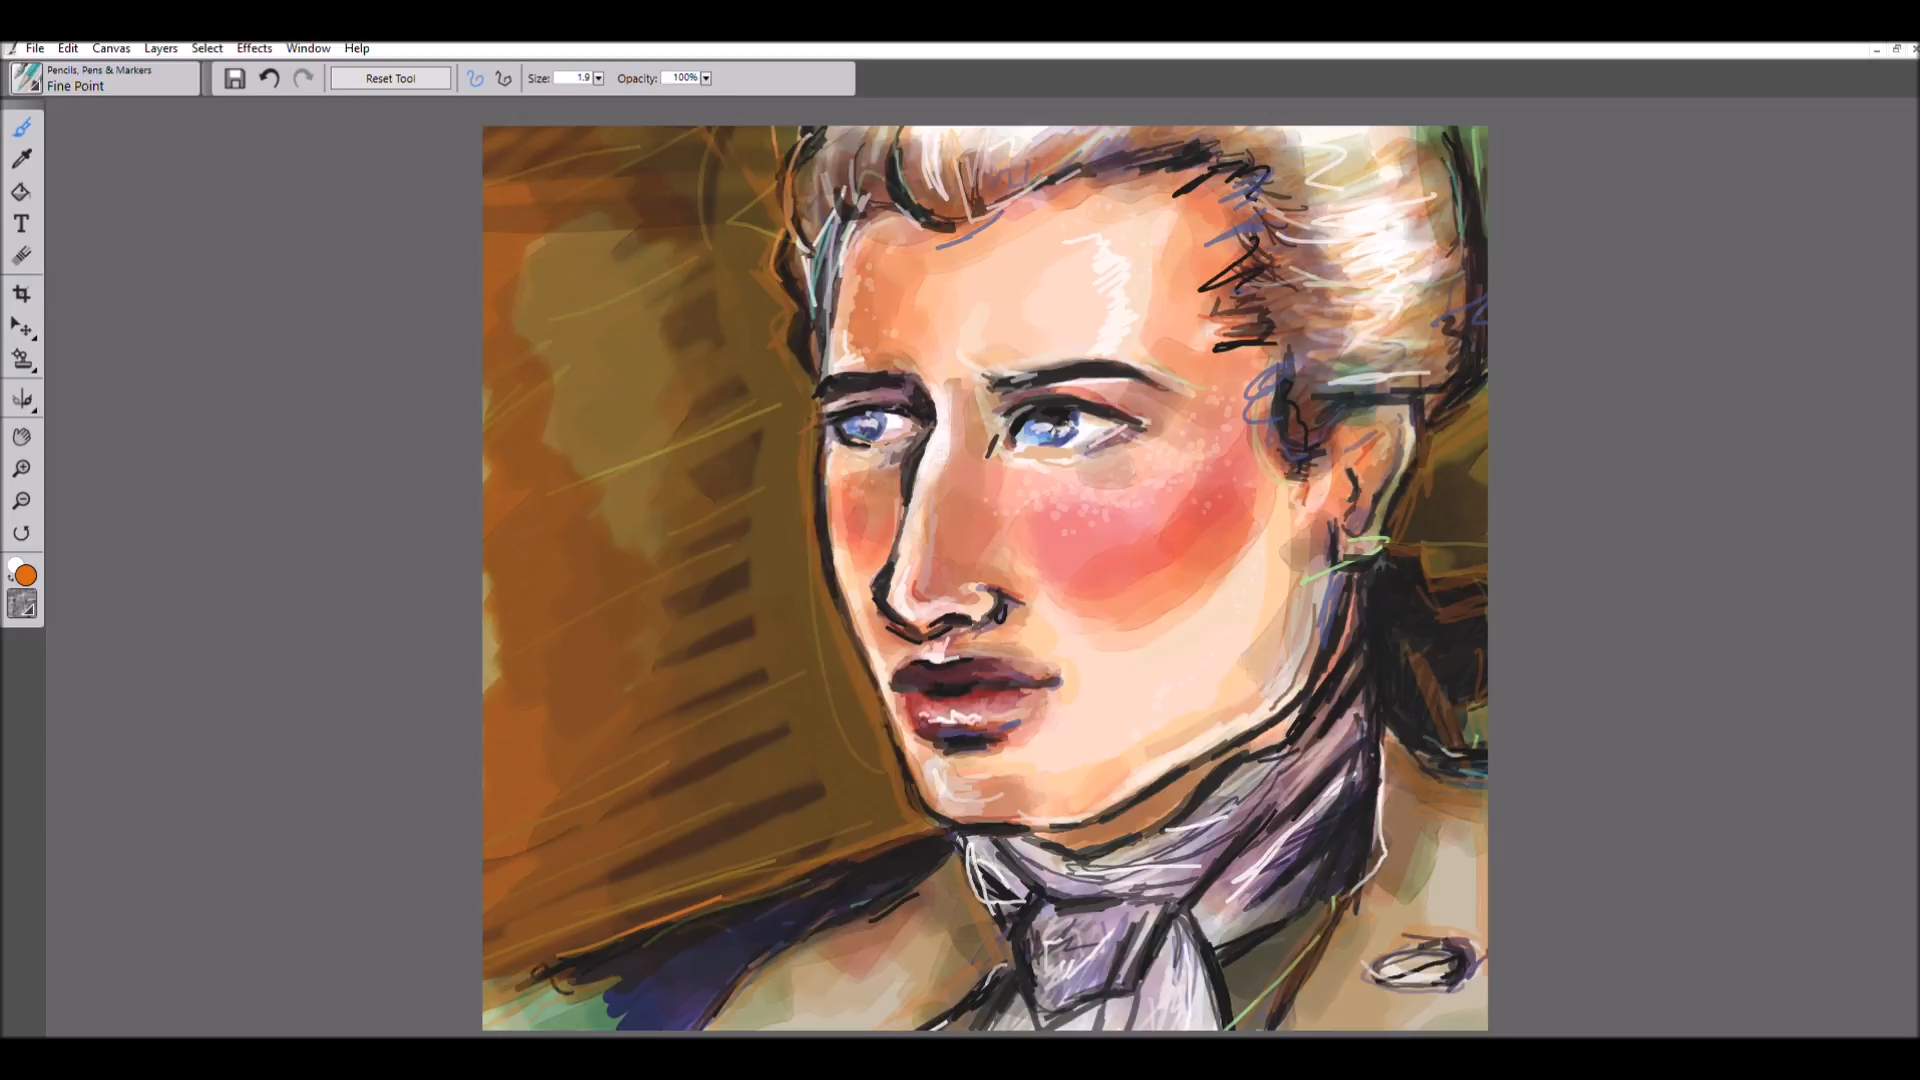 File Edit Canvas Layers Select Effects Window Help
Pencils, Pens & Markers
Fine Point
Reset Tool Size: 1.9 Opacity: 100%
T